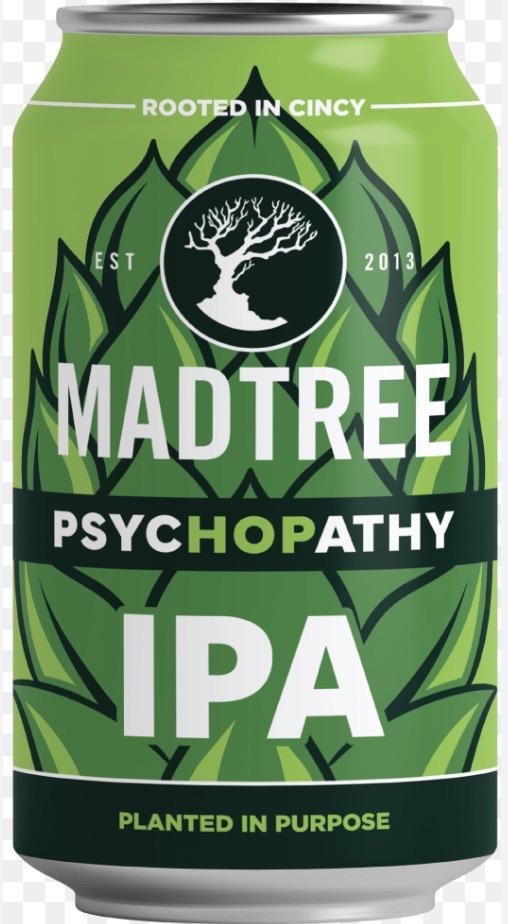 ROOTED IN CINCY
EST 2013
MADTREE
PSYCHOPATHY
IPA
PLANTED IN PURPOSE